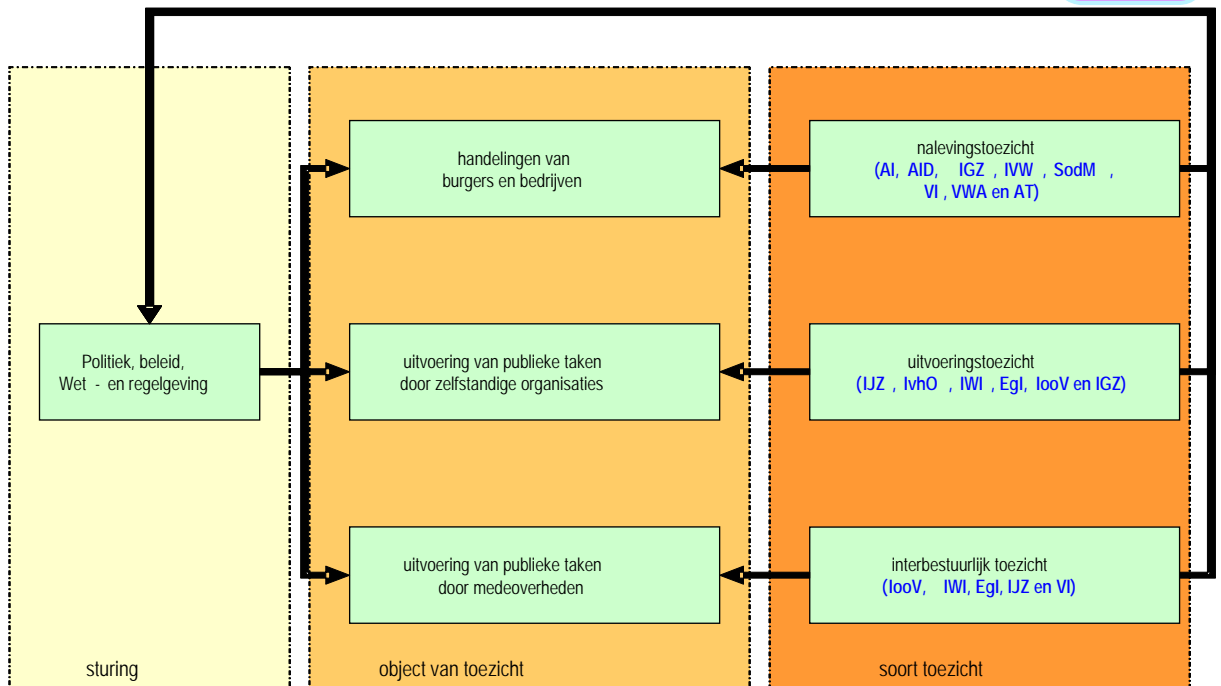 handelingen van
burgers en bedrijven
nalevingstoezicht
(AI, AID, IGZ , IVW , SodM ,
VI , VWA en AT)
Politiek, beleid,
Wet - en regelgeving
uitvoering van publieke taken
door zelfstandige organisaties
uitvoeringstoezicht
(IJZ , IvhO , IWI , EgI, IooV en IGZ)
uitvoering van publieke taken
door medeoverheden
interbestuurlijk toezicht
(IooV, IWI, EgI, IJZ en VI)
sturing
object van toezicht
soort toezicht